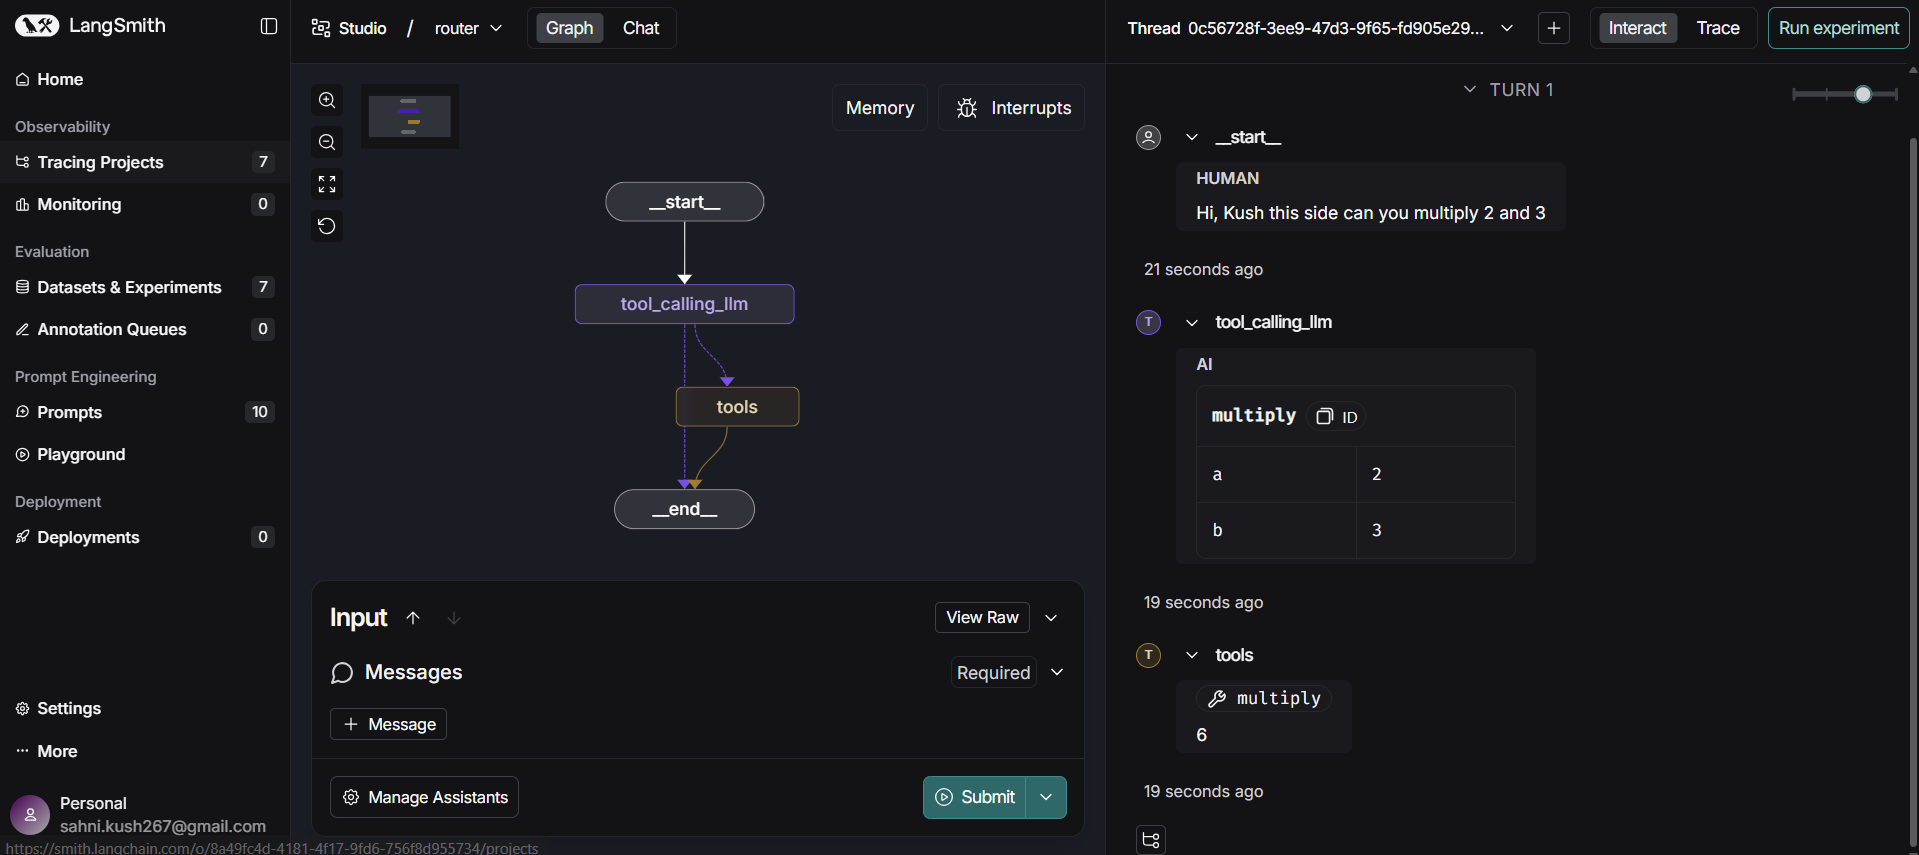 LangSmith
Home
Observability
Tracing Projects 7
Monitoring 0
Evaluation
Datasets & Experiments 7
Annotation Queues 0
Prompt Engineering
Prompts 10
Playground
Deployment
Deployments 0
Settings
More
Personal
sahni.kush267@gmail.com
https://smith.langchain.com/o/8a49fc4d-4181-4f17-9fd6-756f8d955734/projects
Studio / router
Graph Chat
Memory Interrupts
__start__
tool_calling_llm
tools
__end__
Input View Raw
Messages Required
+ Message
Manage Assistants Submit
Thread 0c56728f-3ee9-47d3-9f65-fd905e29...
+
Interact Trace
Run experiment
TURN 1
__start__
HUMAN
Hi, Kush this side can you multiply 2 and 3
21 seconds ago
T tool_calling_llm
AI
multiply ID
a 2
b 3
19 seconds ago
T tools
multiply
6
19 seconds ago